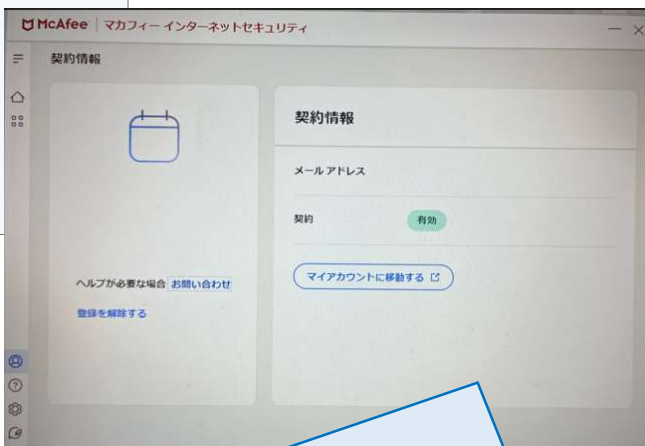 McAfee | マカフィー インターネットセキュリティ
契約情報
契約情報
メール アドレス
契約 有効
マイアカウントに移動する
ヘルプが必要な場合 お問い合わせ
登録を解除する